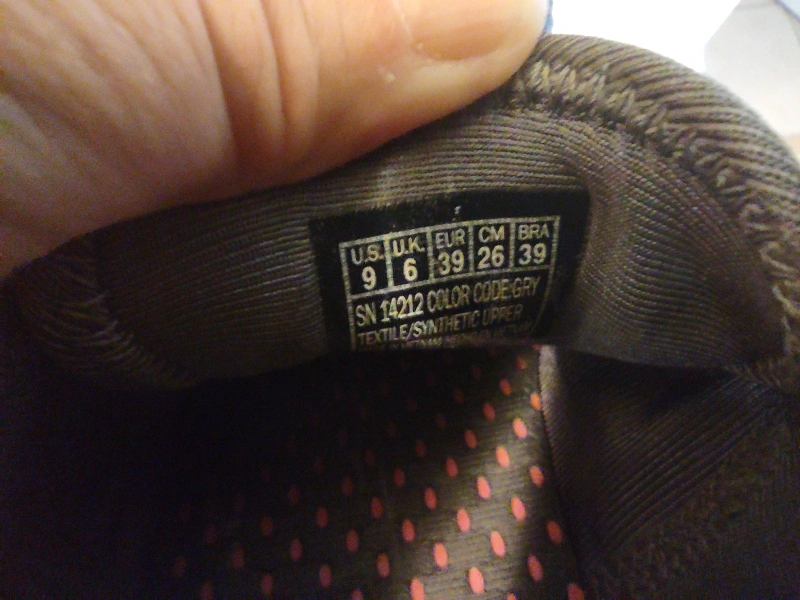 U.S. U.K. EUR CM BRA
9 6 39 26 39
SN 14212 COLOR CODE:GRY
TEXTILE/SYNTHETIC UPPER